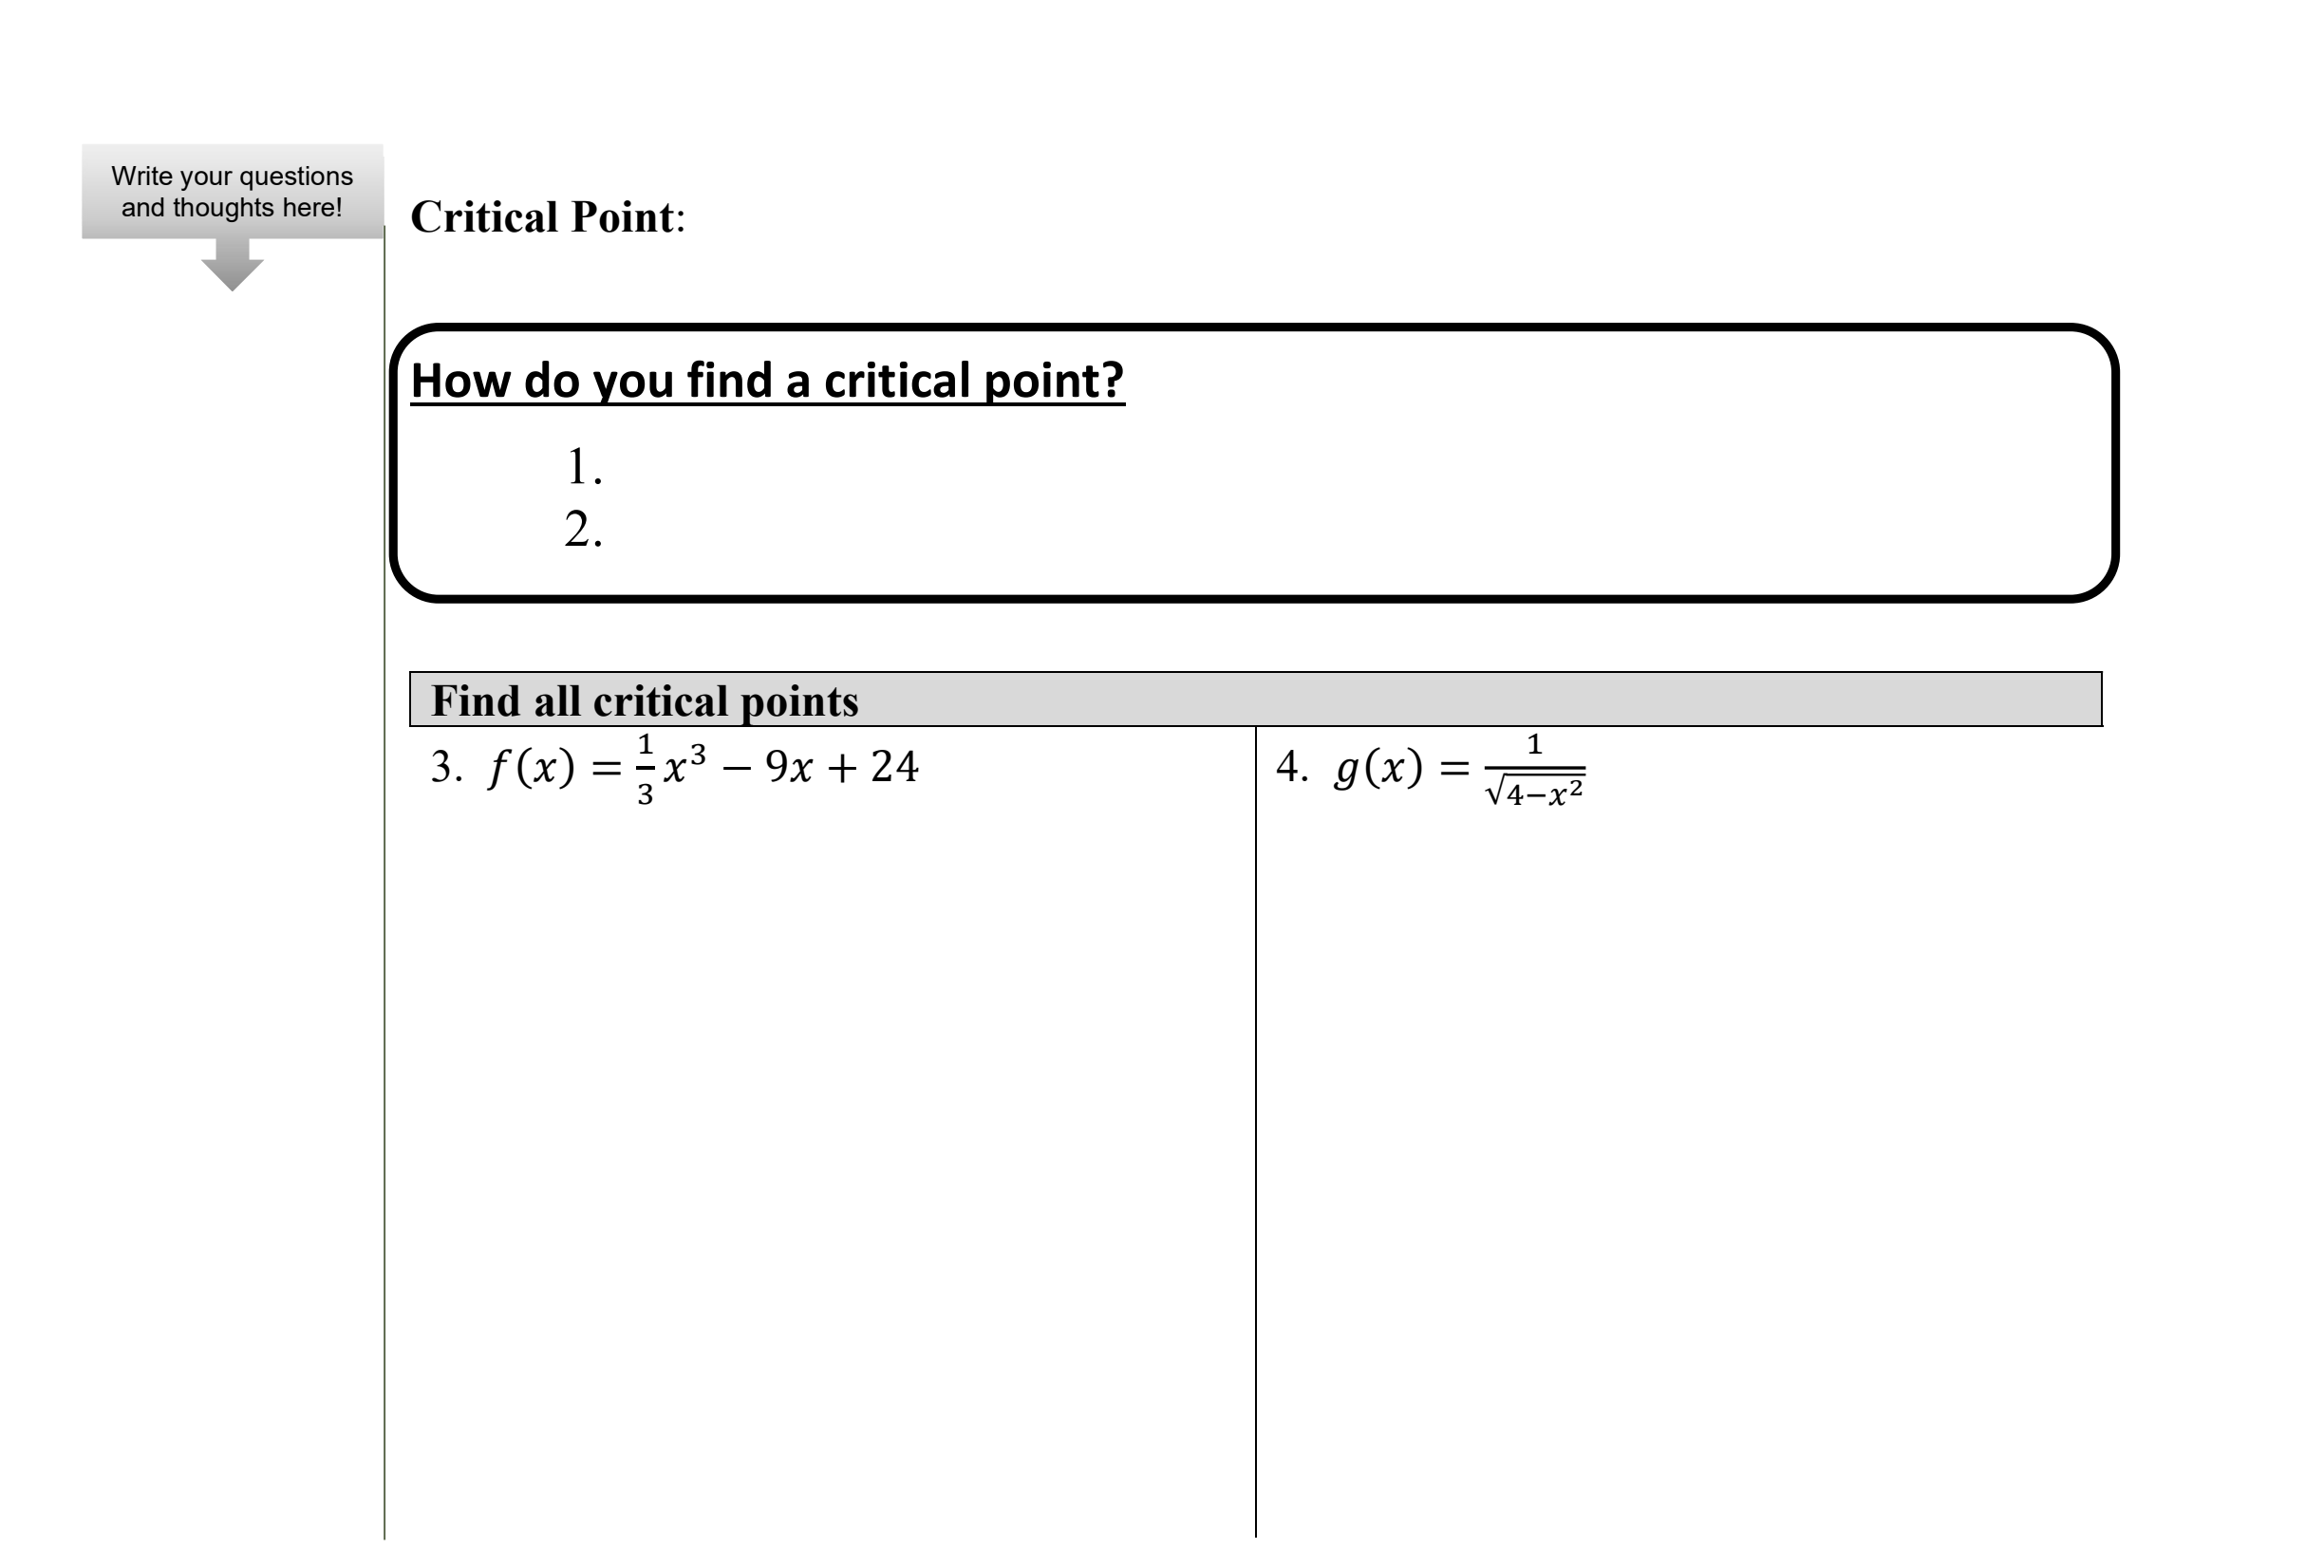 Write your questions
and thoughts here!
Critical Point:
How do you find a critical point?
1.
2.
Find all critical points
3. f(x) = 1/3 x³ − 9x + 24
4. g(x) = 1/√(4−x²)